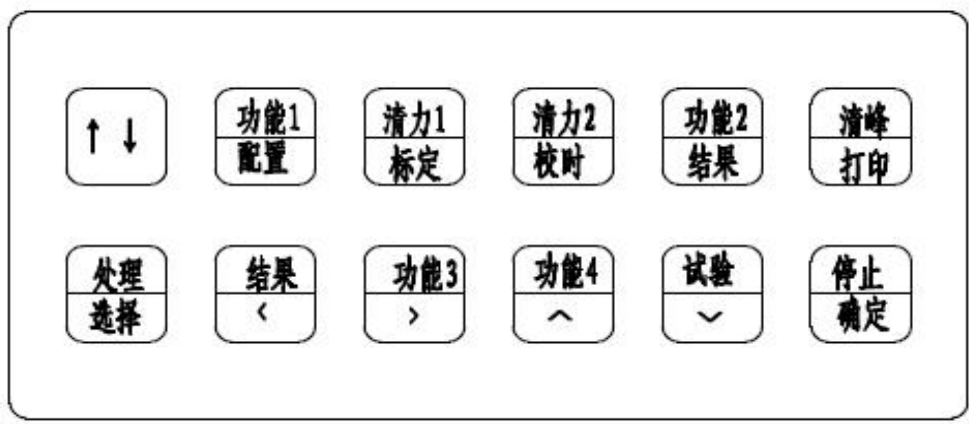 ↑ ↓
功能1
配置
清力1
标定
清力2
校时
功能2
结果
清峰
打印
处理
选择
结果
<
功能3
>
功能4
^
试验
﹀
停止
确定